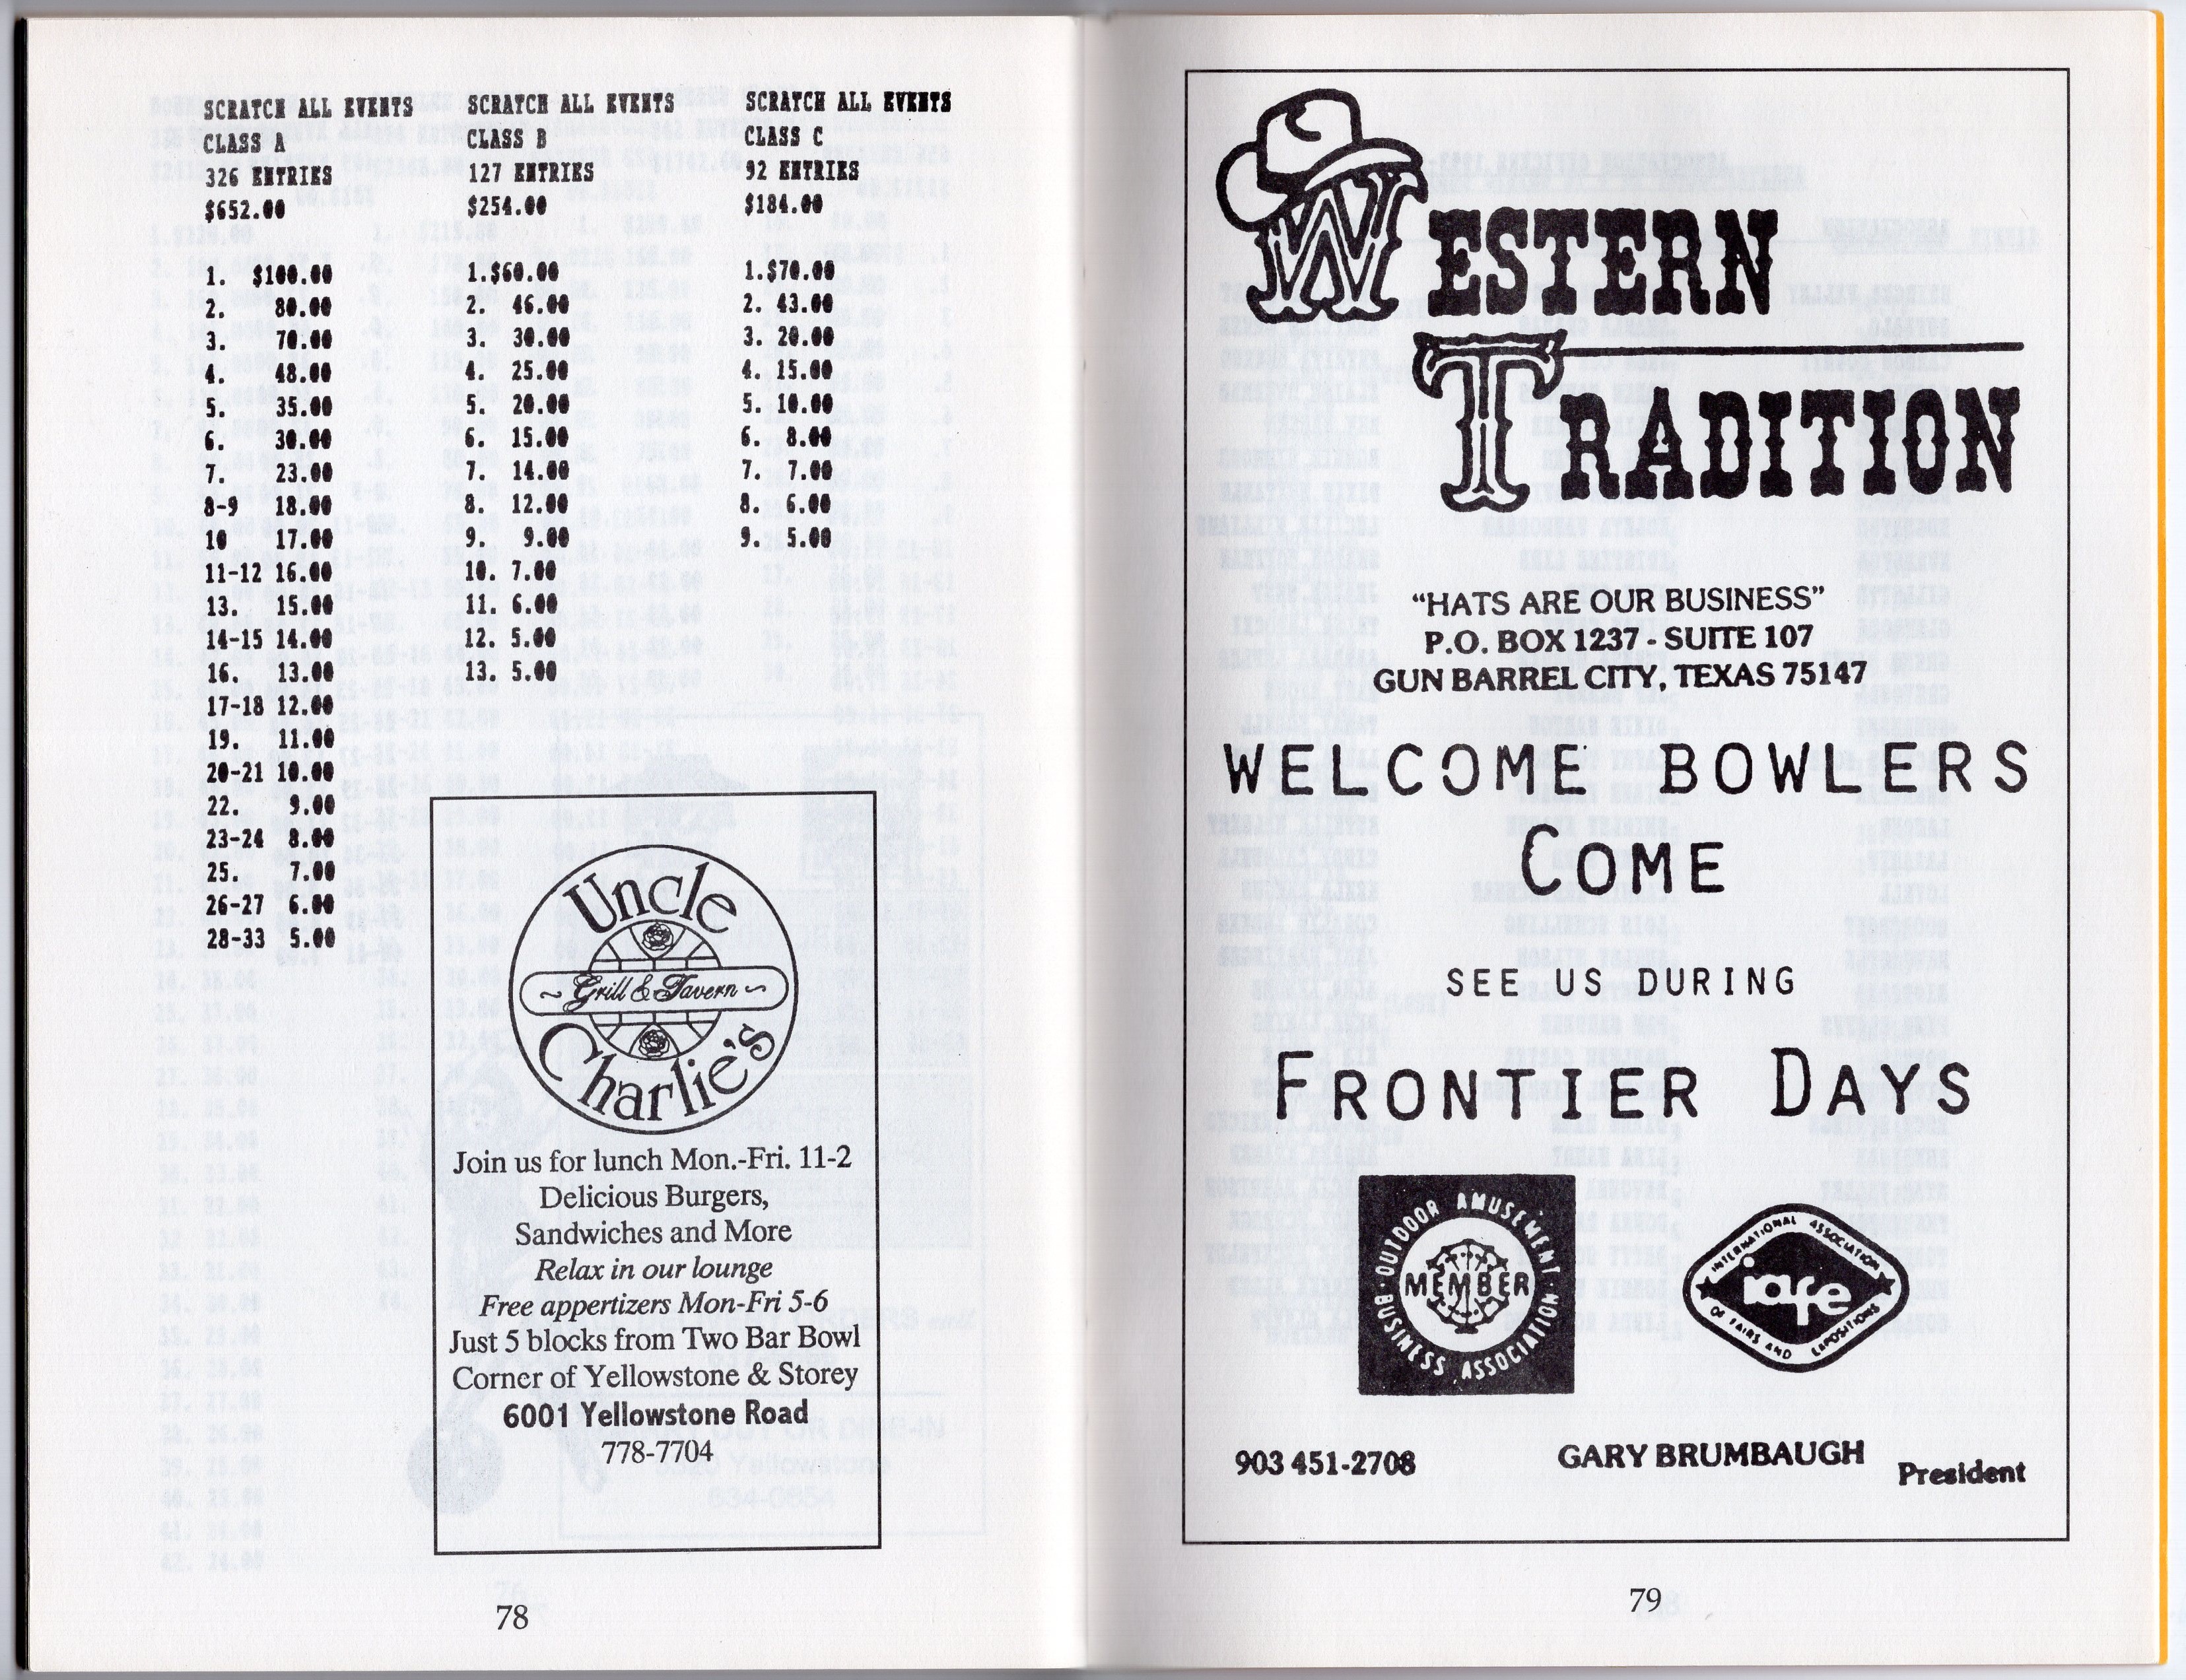 SCRATCH ALL EVENTS
CLASS A
326 ENTRIES
$652.00
1. $100.00
2. 80.00
3. 70.00
4. 48.00
5. 35.00
6. 30.00
7. 23.00
8-9 18.00
10 17.00
11-12 16.00
13. 15.00
14-15 14.00
16. 13.00
17-18 12.00
19. 11.00
20-21 10.00
22. 9.00
23-24 8.00
25. 7.00
26-27 6.00
28-33 5.00
SCRATCH ALL EVENTS
CLASS B
127 ENTRIES
$254.00
1.$60.00
2. 46.00
3. 30.00
4. 25.00
5. 20.00
6. 15.00
7. 14.00
8. 12.00
9. 9.00
10. 7.00
11. 6.00
12. 5.00
13. 5.00
SCRATCH ALL EVENTS
CLASS C
92 ENTRIES
$184.00
1.$70.00
2. 43.00
3. 20.00
4. 15.00
5. 10.00
6. 8.00
7. 7.00
8. 6.00
9. 5.00
Uncle
~ Grill & Tavern ~
Charlie's
Join us for lunch Mon.-Fri. 11-2
Delicious Burgers,
Sandwiches and More
Relax in our lounge
Free appertizers Mon-Fri 5-6
Just 5 blocks from Two Bar Bowl
Corner of Yellowstone & Storey
6001 Yellowstone Road
778-7704
78
WESTERN
TRADITION
"HATS ARE OUR BUSINESS"
P.O. BOX 1237 - SUITE 107
GUN BARREL CITY, TEXAS 75147
WELCOME BOWLERS
COME
SEE US DURING
FRONTIER DAYS
OUTDOOR AMUSEMENT
MEMBER
BUSINESS ASSOCIATION
INTERNATIONAL ASSOCIATION
iafe
OF FAIRS AND EXPOSITIONS
903 451-2708
GARY BRUMBAUGH
President
79